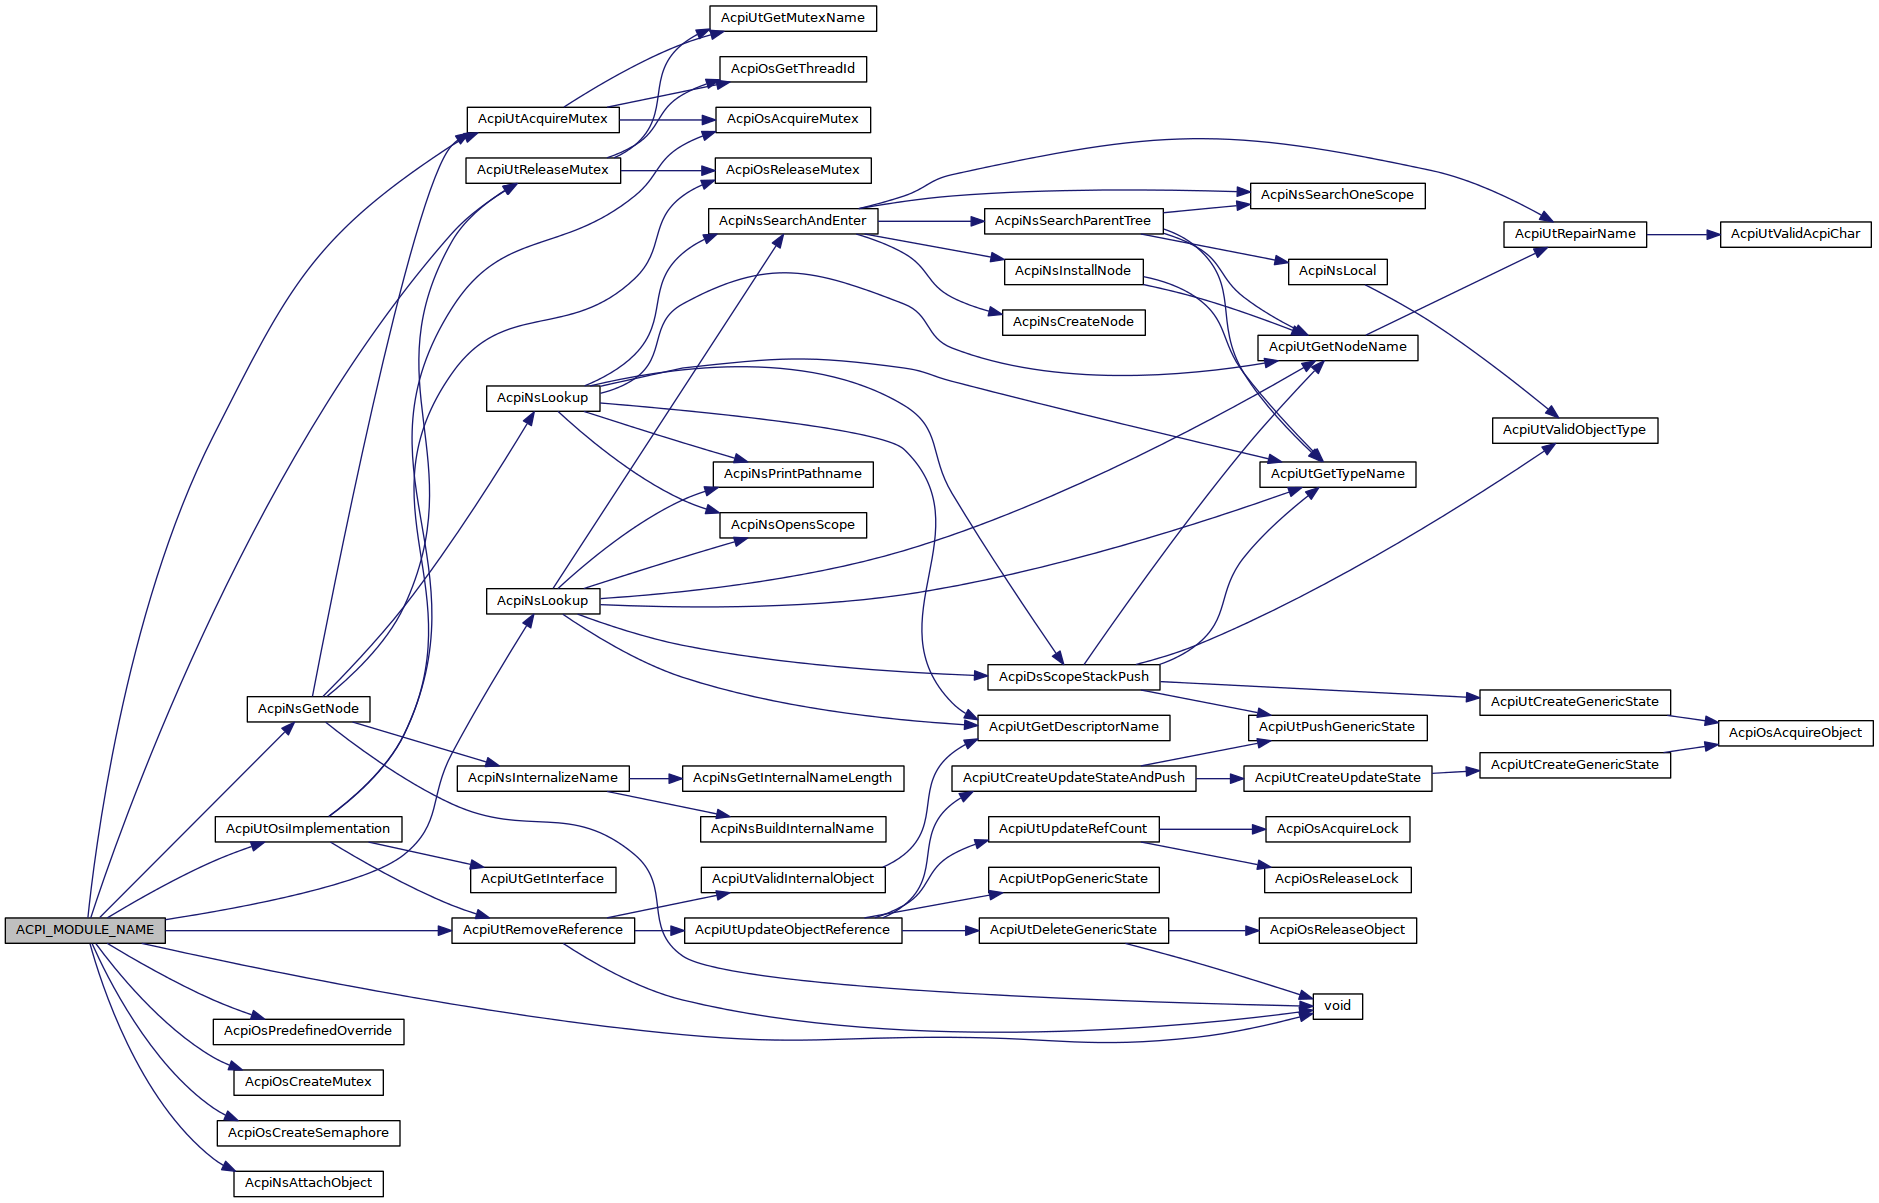 AcpiUtGetMutexName
AcpiOsGetThreadId
AcpiUtAcquireMutex
AcpiOsAcquireMutex
AcpiUtReleaseMutex
AcpiOsReleaseMutex
AcpiNsSearchOneScope
AcpiNsSearchAndEnter
AcpiNsSearchParentTree
AcpiUtRepairName
AcpiUtValidAcpiChar
AcpiNsInstallNode
AcpiNsLocal
AcpiNsCreateNode
AcpiUtGetNodeName
AcpiNsLookup
AcpiUtValidObjectType
AcpiNsPrintPathname
AcpiUtGetTypeName
AcpiNsOpensScope
AcpiNsLookup
AcpiDsScopeStackPush
AcpiUtCreateGenericState
AcpiNsGetNode
AcpiUtGetDescriptorName
AcpiUtPushGenericState
AcpiOsAcquireObject
AcpiUtCreateGenericState
AcpiNsInternalizeName
AcpiNsGetInternalNameLength
AcpiUtCreateUpdateStateAndPush
AcpiUtCreateUpdateState
AcpiUtOsiImplementation
AcpiNsBuildInternalName
AcpiUtUpdateRefCount
AcpiOsAcquireLock
AcpiUtGetInterface
AcpiUtValidInternalObject
AcpiUtPopGenericState
AcpiOsReleaseLock
ACPI_MODULE_NAME
AcpiUtRemoveReference
AcpiUtUpdateObjectReference
AcpiUtDeleteGenericState
AcpiOsReleaseObject
void
AcpiOsPredefinedOverride
AcpiOsCreateMutex
AcpiOsCreateSemaphore
AcpiNsAttachObject